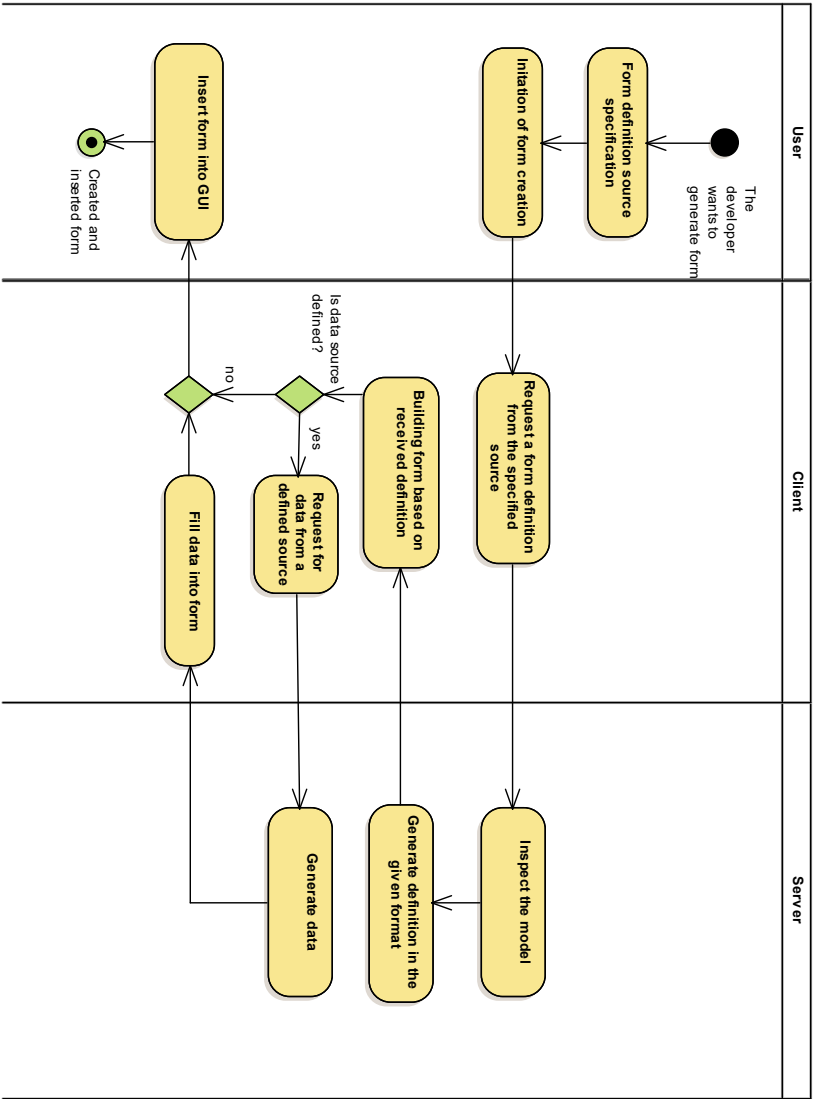 User
Client
Server
The
developer
wants to
generate form
Form definition source
specification
Initation of form creation
Request a form definition
from the specified
source
Inspect the model
Generate definition in the
given format
Building form based on
received definition
Is data source
defined?
yes
no
Request for
data from a
defined source
Generate data
Fill data into form
Insert form into GUI
Created and
inserted form